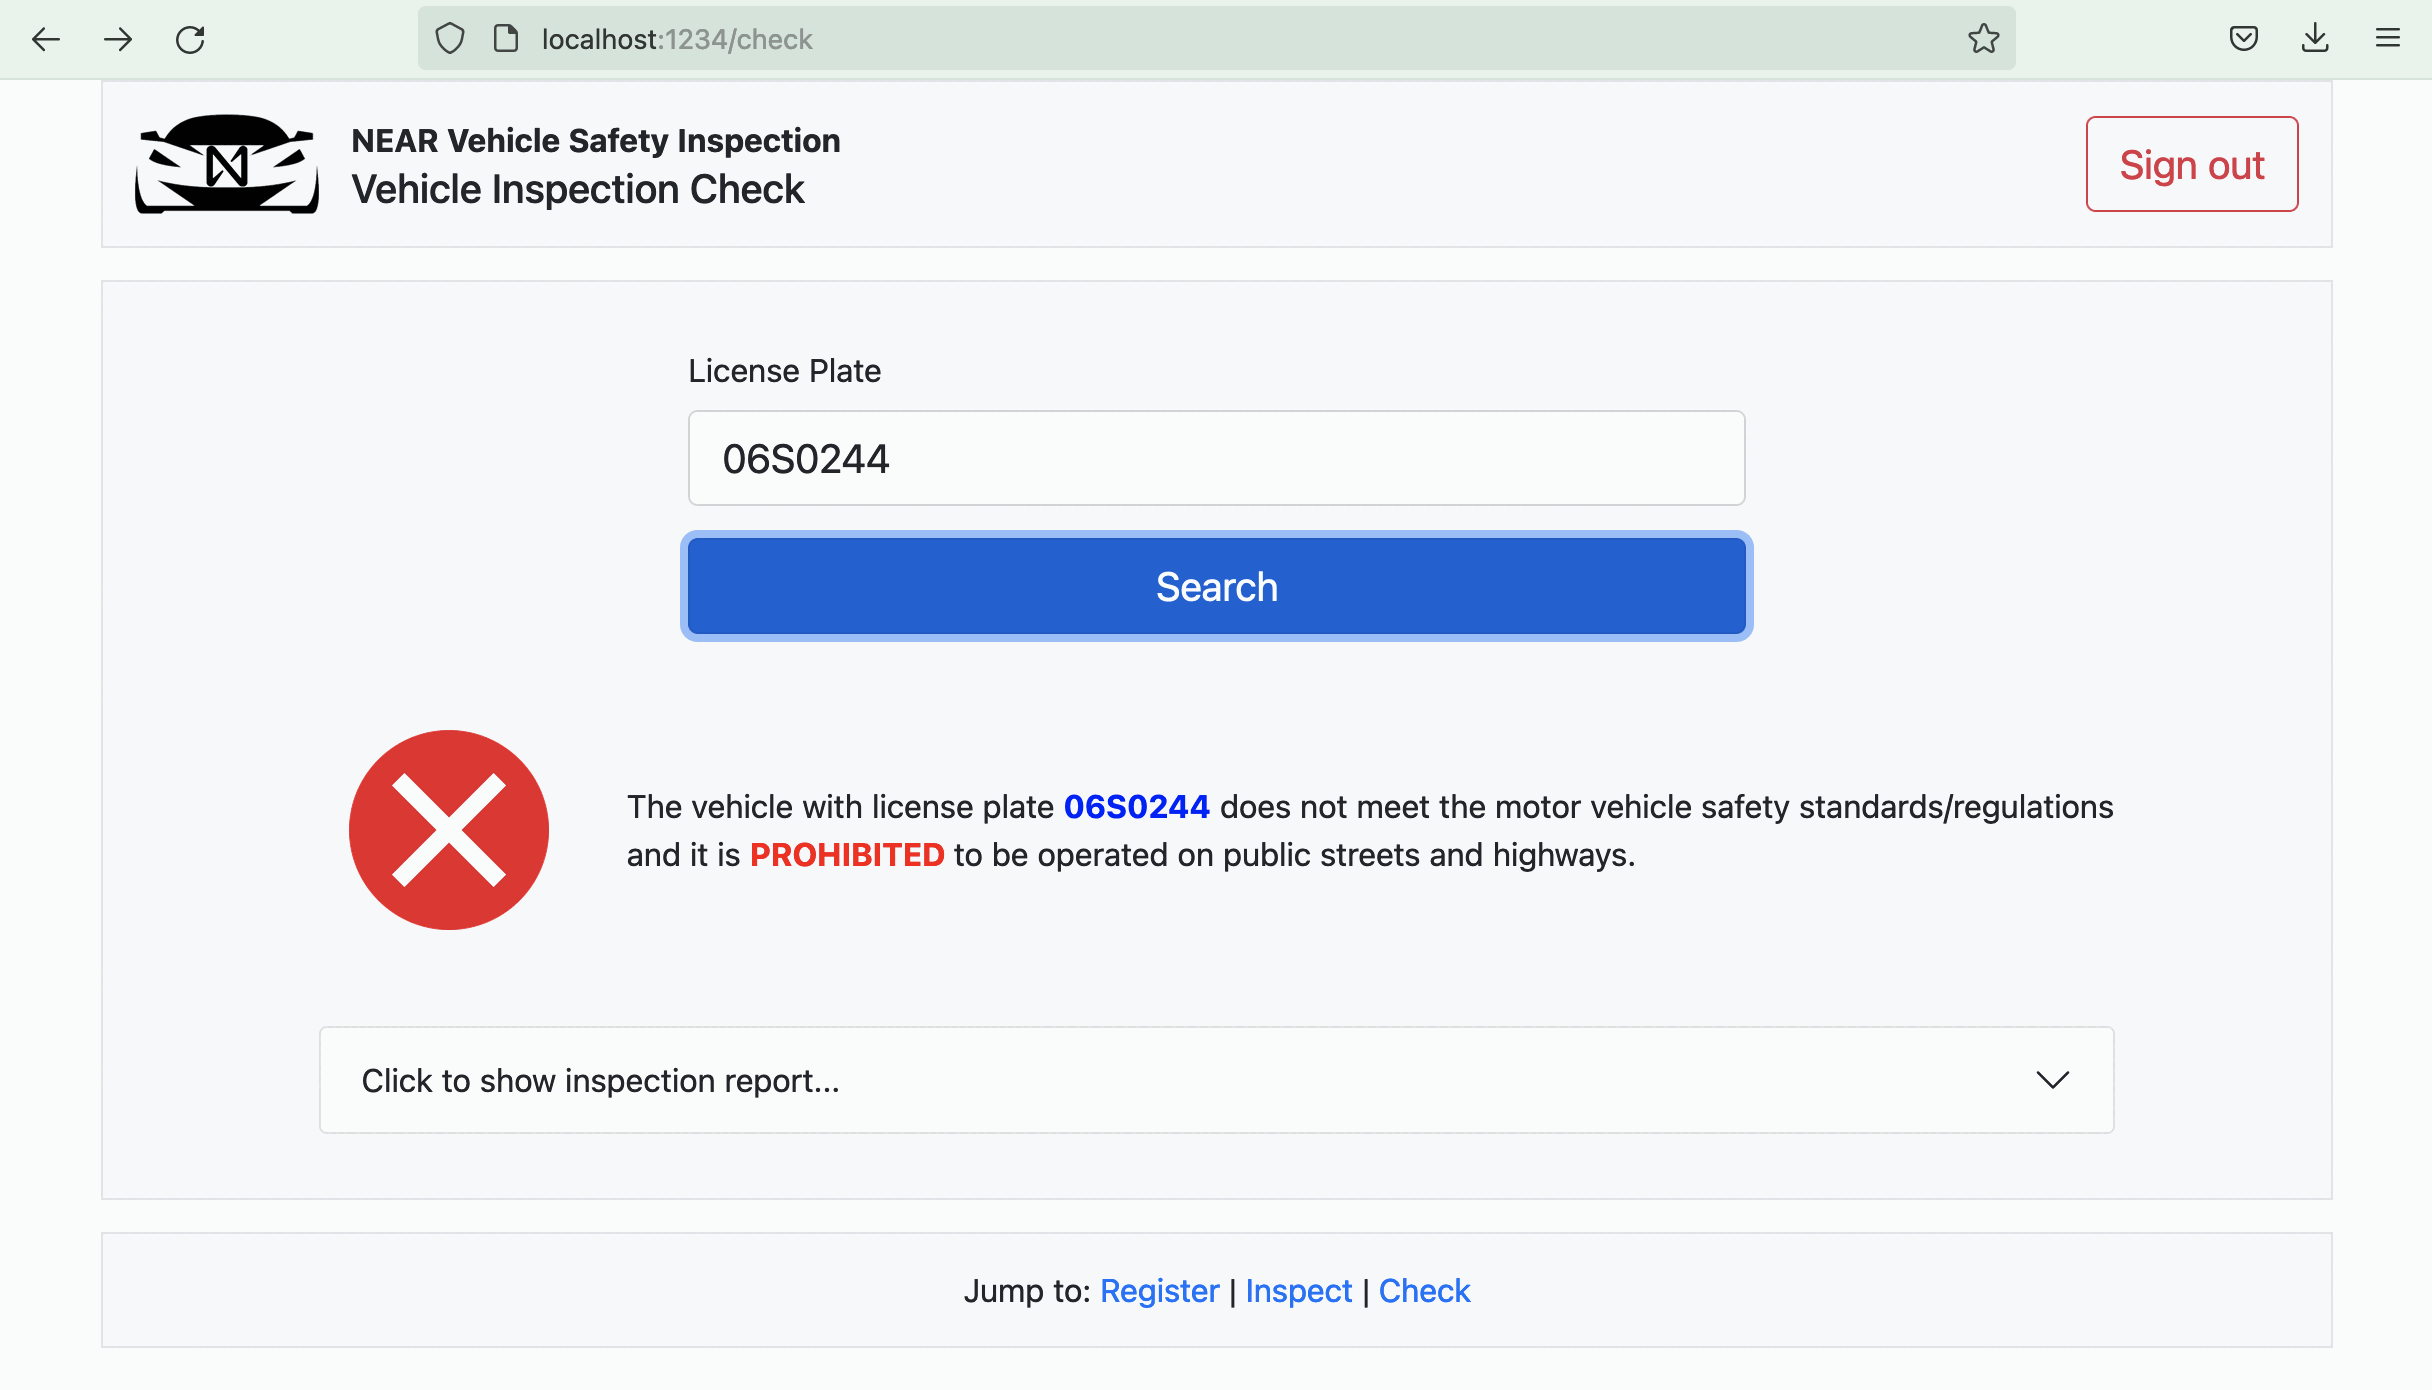 localhost:1234/check
NEAR Vehicle Safety Inspection
Vehicle Inspection Check
Sign out
License Plate
06S0244
Search
The vehicle with license plate 06S0244 does not meet the motor vehicle safety standards/regulations
and it is PROHIBITED to be operated on public streets and highways.
Click to show inspection report...
Jump to: Register | Inspect | Check